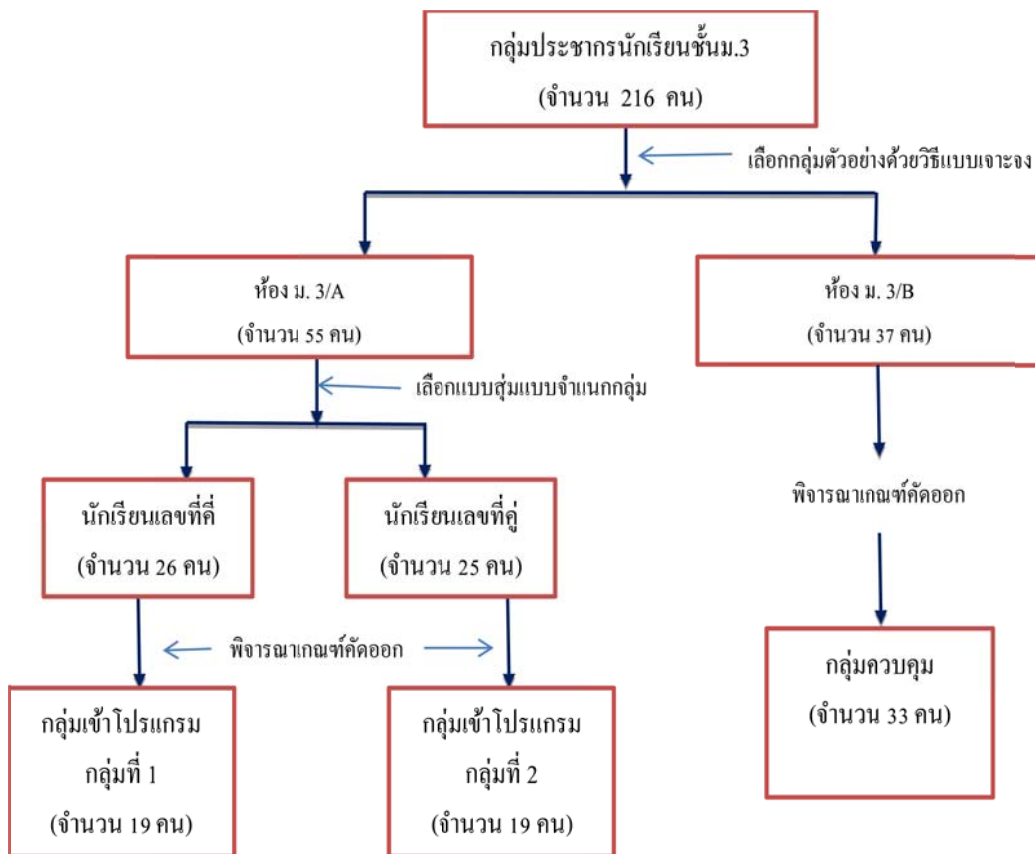 กลุ่มประชากรนักเรียนชั้นม.3
(จำนวน 216 คน)
เลือกกลุ่มตัวอย่างด้วยวิธีแบบเจาะจง
ห้อง ม. 3/A
(จำนวน 55 คน)
ห้อง ม. 3/B
(จำนวน 37 คน)
เลือกแบบสุ่มแบบจำแนกกลุ่ม
นักเรียนเลขที่คี่
(จำนวน 26 คน)
นักเรียนเลขที่คู่
(จำนวน 25 คน)
พิจารณาเกณฑ์คัดออก
พิจารณาเกณฑ์คัดออก
กลุ่มเข้าโปรแกรม
กลุ่มที่ 1
(จำนวน 19 คน)
กลุ่มเข้าโปรแกรม
กลุ่มที่ 2
(จำนวน 19 คน)
กลุ่มควบคุม
(จำนวน 33 คน)